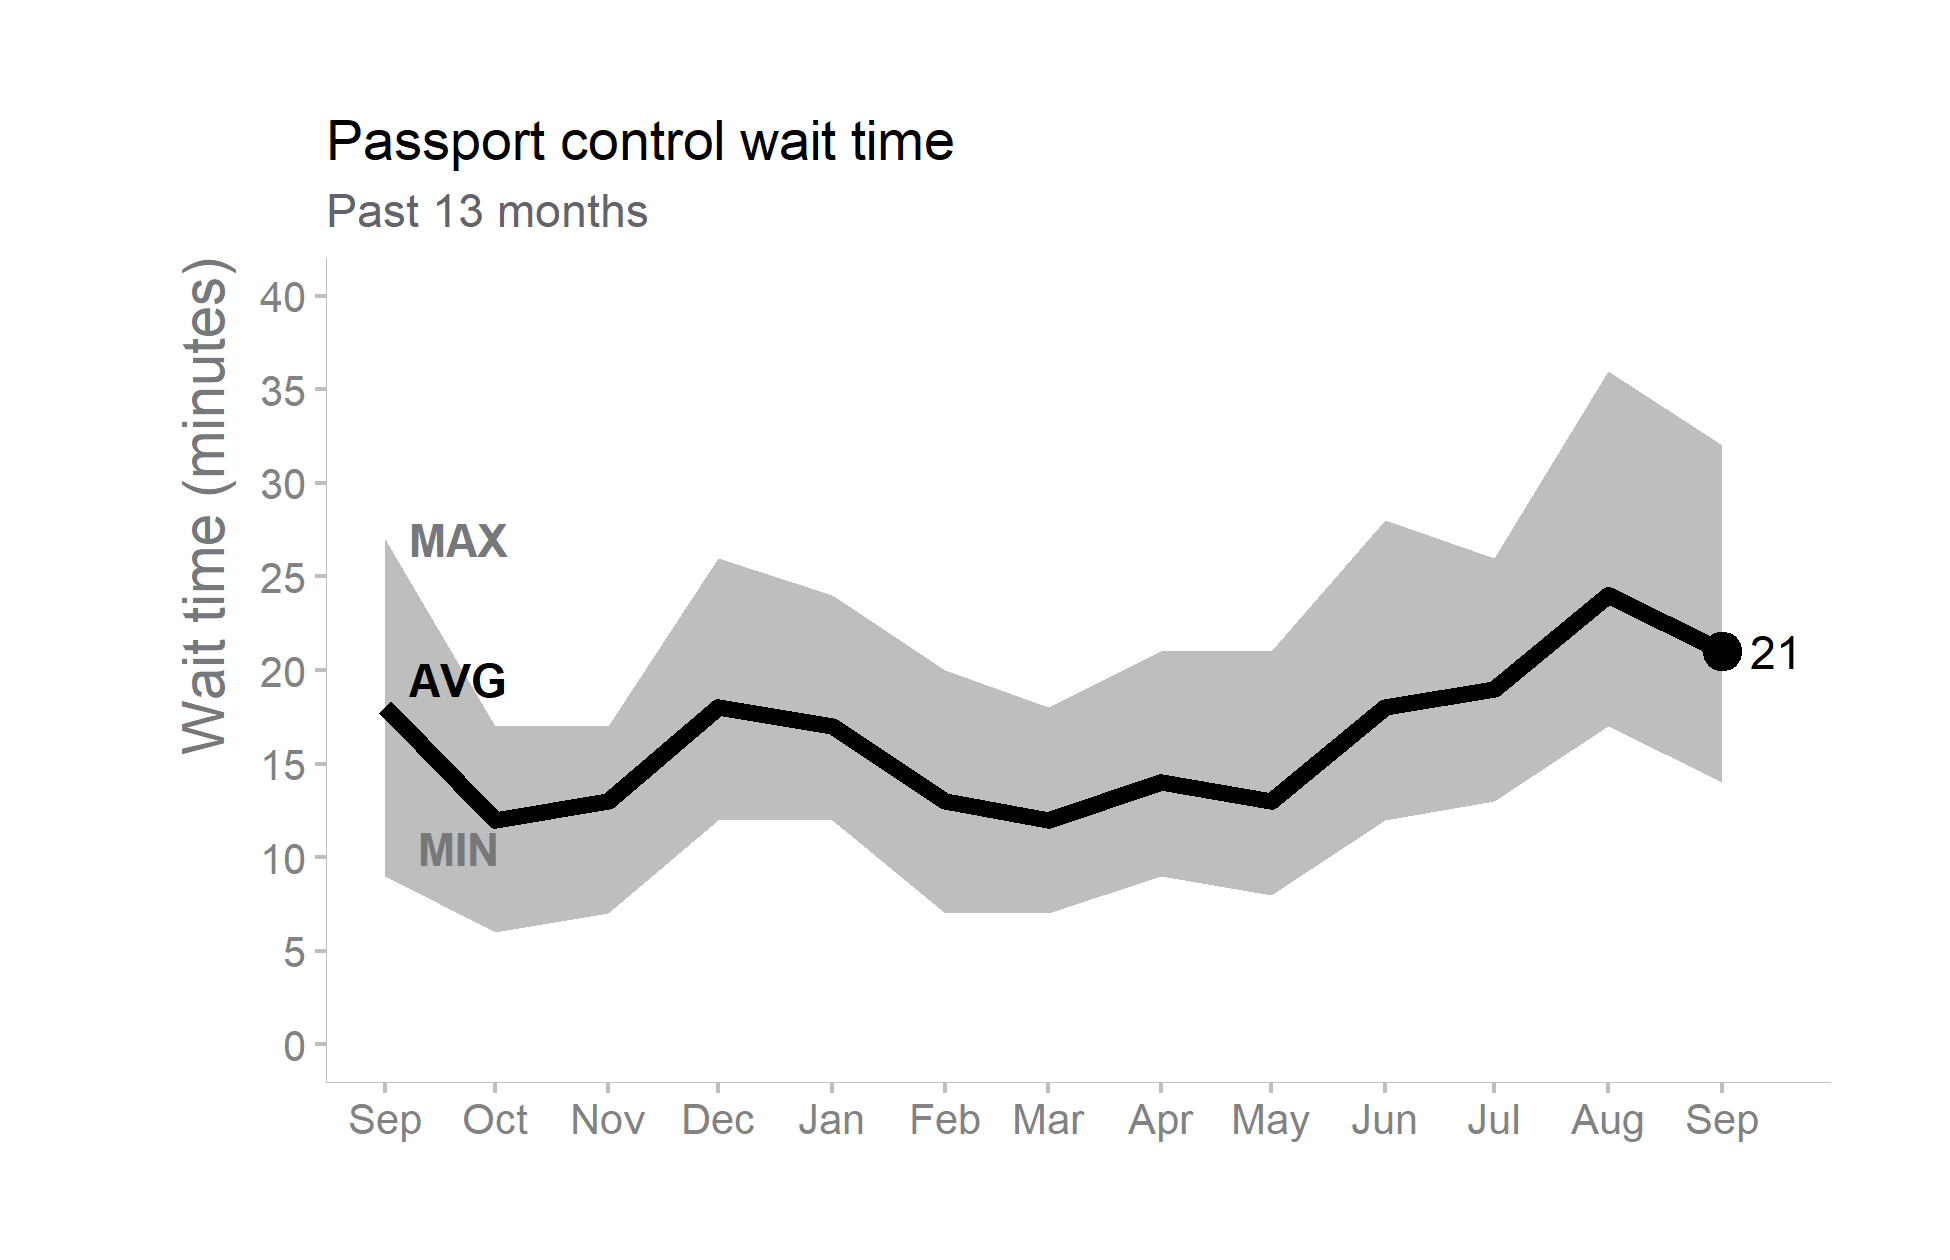 Passport control wait time
Past 13 months
Wait time (minutes)
40
35
30
25
20
15
10
5
0
MAX
AVG
MIN
21
Sep Oct Nov Dec Jan Feb Mar Apr May Jun Jul Aug Sep